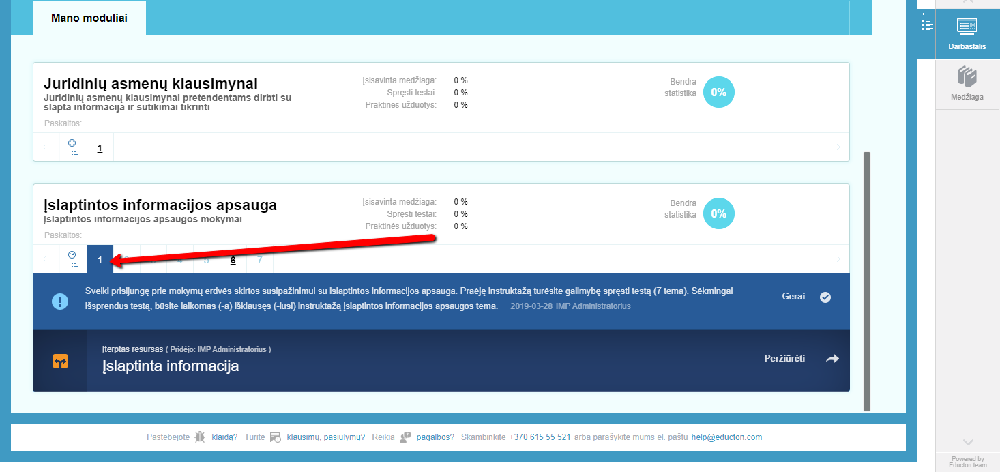 Mano moduliai
Darbastalis
Medžiaga
Juridinių asmenų klausimynai
Juridinių asmenų klausimynai pretendentams dirbti su
slapta informacija ir sutikimai tikrinti
Įsisavinta medžiaga: 0 %
Spręsti testai: 0 %
Praktinės užduotys: 0 %
Bendra
statistika
0%
Paskaitos:
1
Įslaptintos informacijos apsauga
Įslaptintos informacijos apsaugos mokymai
Įsisavinta medžiaga: 0 %
Spręsti testai: 0 %
Praktinės užduotys: 0 %
Bendra
statistika
0%
Paskaitos:
1 2 3 4 5 6 7
Sveiki prisijungę prie mokymų erdvės skirtos susipažinimui su islaptintos informacijos apsauga. Praėję instruktažą turėsite galimybę spręsti testą (7 tema). Sėkmingai
išsprendus testą, būsite laikomas (-a) išklausęs (-iusi) instruktažą įslaptintos informacijos apsaugos tema. 2019-03-28 IMP Administratorius
Gerai
Įterptas resursas ( Pridėjo: IMP Administratorius )
Įslaptinta informacija
Peržiūrėti
Pastebėjote klaidą? Turite klausimų, pasiūlymų? Reikia pagalbos? Skambinkite +370 615 55 521 arba parašykite mums el. paštu help@educton.com
Powered by
Educton team